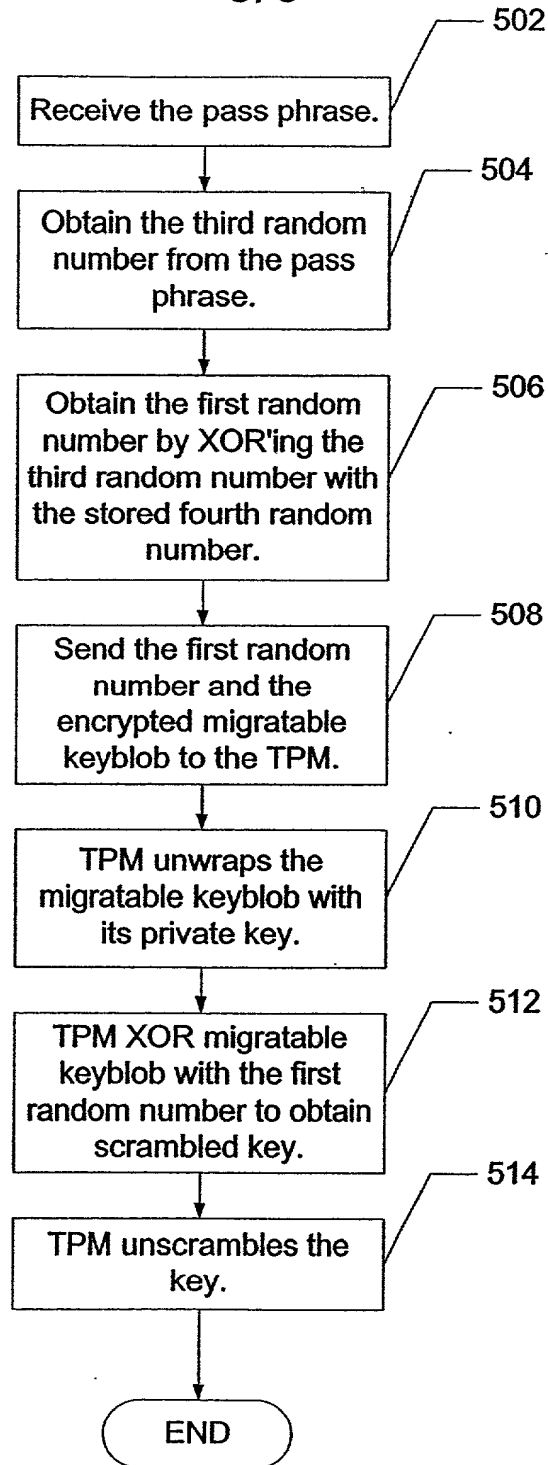 502
Receive the pass phrase.
504
Obtain the third random
number from the pass
phrase.
506
Obtain the first random
number by XOR'ing the
third random number with
the stored fourth random
number.
508
Send the first random
number and the
encrypted migratable
keyblob to the TPM.
510
TPM unwraps the
migratable keyblob with
its private key.
512
TPM XOR migratable
keyblob with the first
random number to obtain
scrambled key.
514
TPM unscrambles the
key.
END